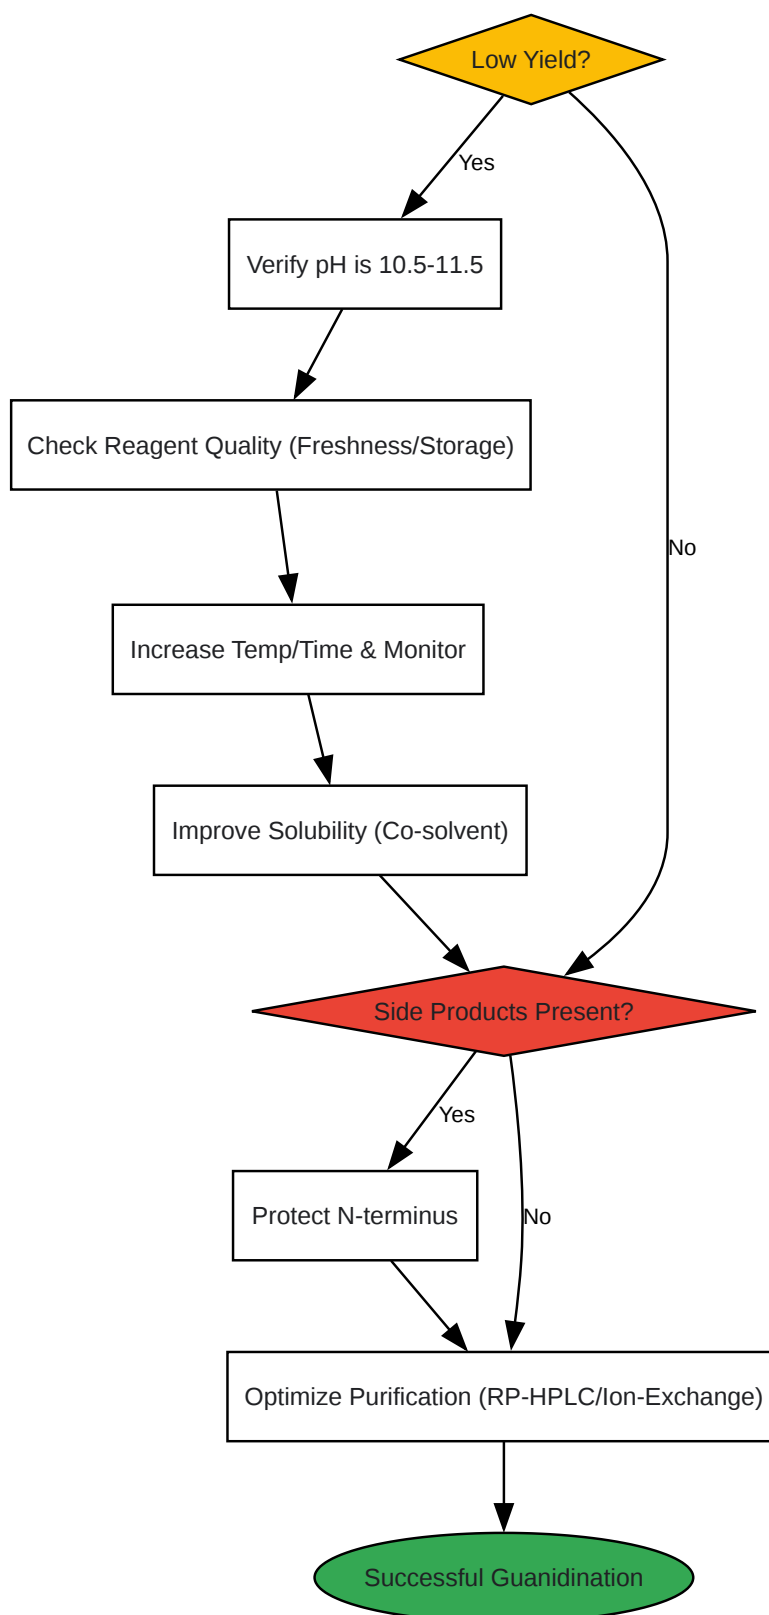 Low Yield?
Yes
Verify pH is 10.5-11.5
Check Reagent Quality (Freshness/Storage)
No
Increase Temp/Time & Monitor
Improve Solubility (Co-solvent)
Side Products Present?
Yes
Protect N-terminus
No
Optimize Purification (RP-HPLC/Ion-Exchange)
Successful Guanidination